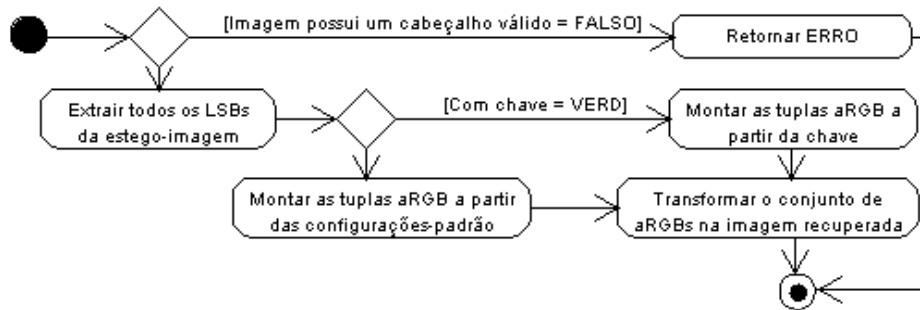 [Imagem possui um cabeçalho válido = FALSO]
Retornar ERRO
Extrair todos os LSBs
da estego-imagem
[Com chave = VERD]
Montar as tuplas aRGB a
partir da chave
Montar as tuplas aRGB a partir
das configurações-padrão
Transformar o conjunto de
aRGBs na imagem recuperada